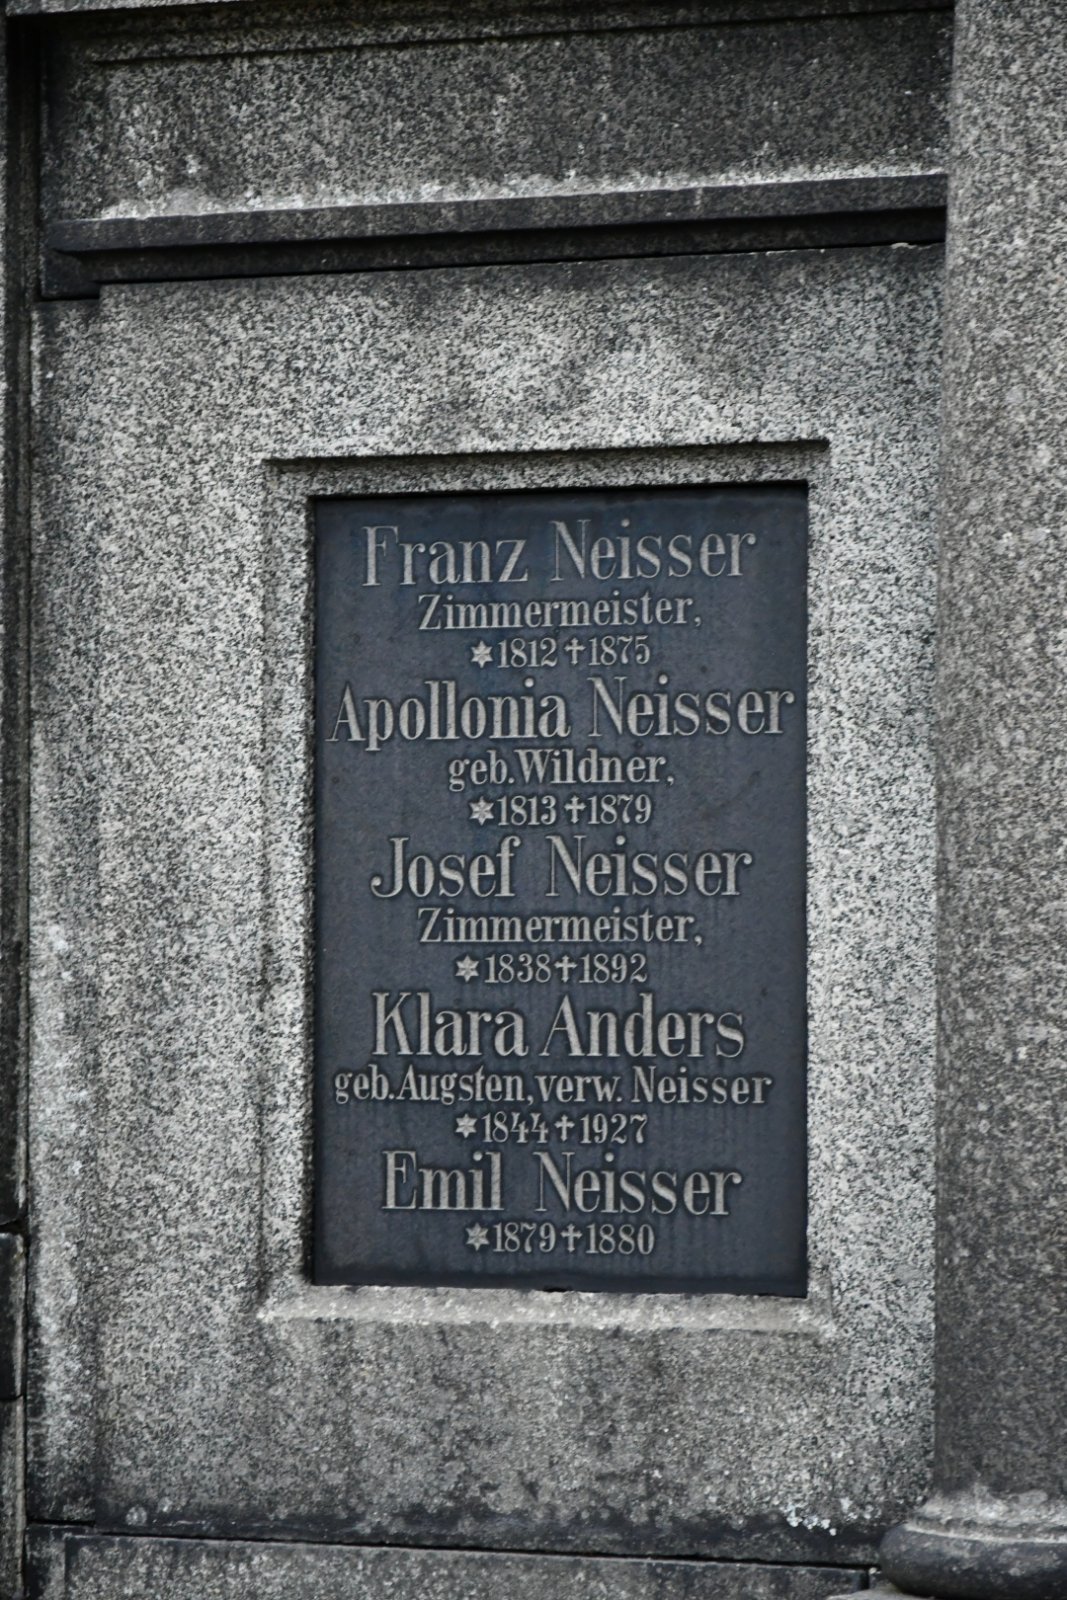 Franz Neisser
Zimmermeister,
✶1812✝1875
Apollonia Neisser
geb.Wildner,
✶1813✝1879
Josef Neisser
Zimmermeister,
✶1838✝1892
Klara Anders
geb.Augsten,verw. Neisser
✶1844✝1927
Emil Neisser
✶1879✝1880